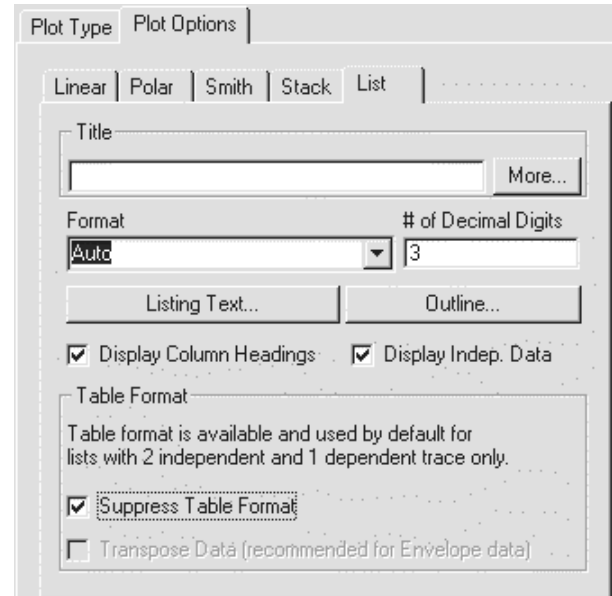 Plot Type Plot Options
Linear Polar Smith Stack List
Title
More...
Format # of Decimal Digits
Auto 3
Listing Text... Outline...
Display Column Headings Display Indep. Data
Table Format
Table format is available and used by default for
lists with 2 independent and 1 dependent trace only.
Suppress Table Format
Transpose Data (recommended for Envelope data)